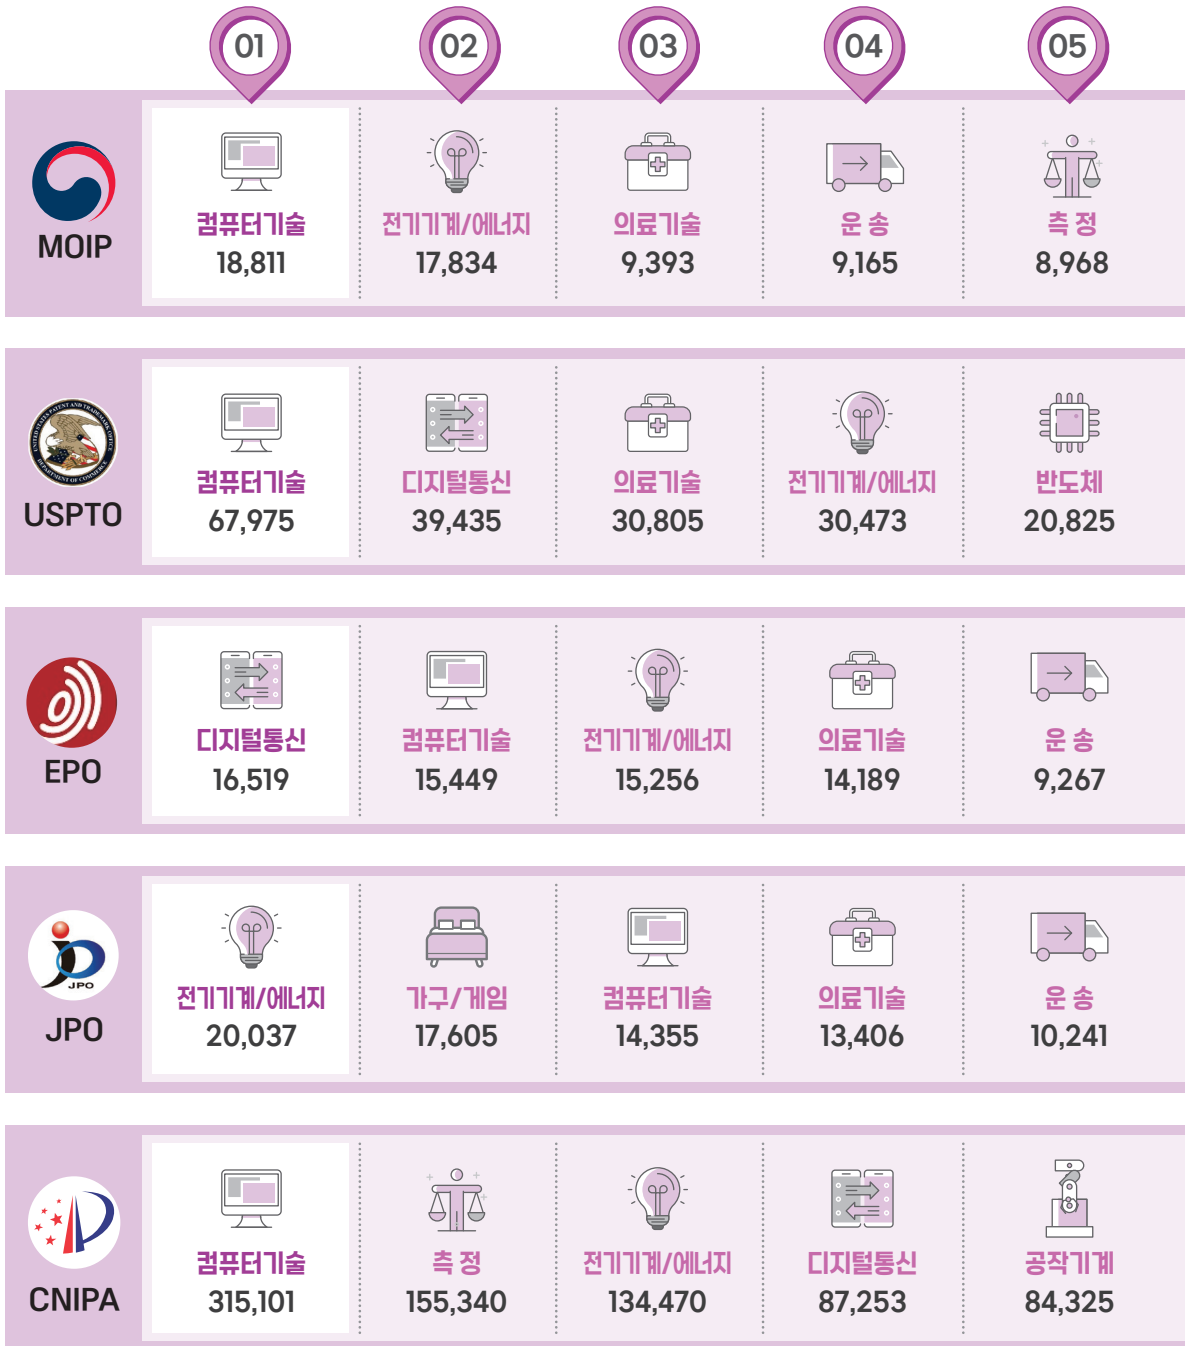 01 02 03 04 05
MOIP
컴퓨터기술 전기기계/에너지 의료기술 운 송 측 정
18,811 17,834 9,393 9,165 8,968
UNITED STATES PATENT AND TRADEMARK OFFICE
DEPARTMENT OF COMMERCE
USPTO
컴퓨터기술 디지털통신 의료기술 전기기계/에너지 반도체
67,975 39,435 30,805 30,473 20,825
EPO
디지털통신 컴퓨터기술 전기기계/에너지 의료기술 운 송
16,519 15,449 15,256 14,189 9,267
JPO
JPO
전기기계/에너지 가구/게임 컴퓨터기술 의료기술 운 송
20,037 17,605 14,355 13,406 10,241
CNIPA
컴퓨터기술 측 정 전기기계/에너지 디지털통신 공작기계
315,101 155,340 134,470 87,253 84,325